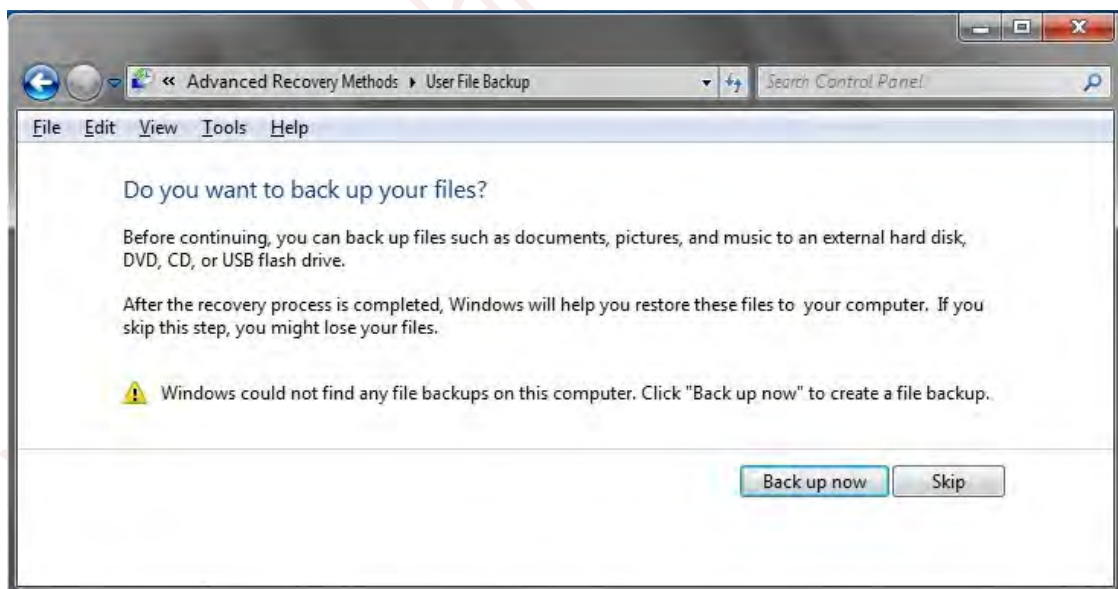 « Advanced Recovery Methods ▸ User File Backup
Search Control Panel
File Edit View Tools Help
Do you want to back up your files?
Before continuing, you can back up files such as documents, pictures, and music to an external hard disk,
DVD, CD, or USB flash drive.
After the recovery process is completed, Windows will help you restore these files to your computer. If you
skip this step, you might lose your files.
Windows could not find any file backups on this computer. Click "Back up now" to create a file backup.
Back up now
Skip